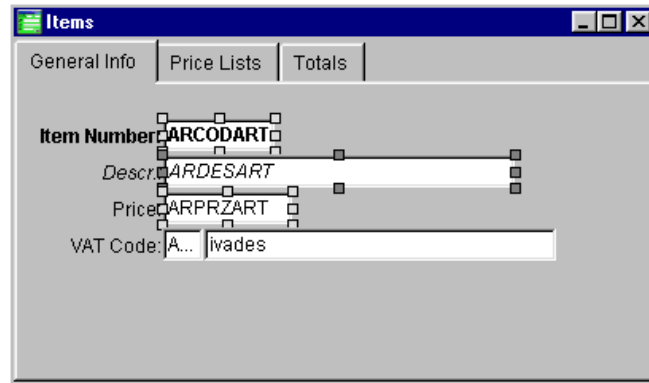 Items
General Info Price Lists Totals
Item Number: ARCODART
Descr.: ARDESART
Price: ARPRZART
VAT Code: A... ivades